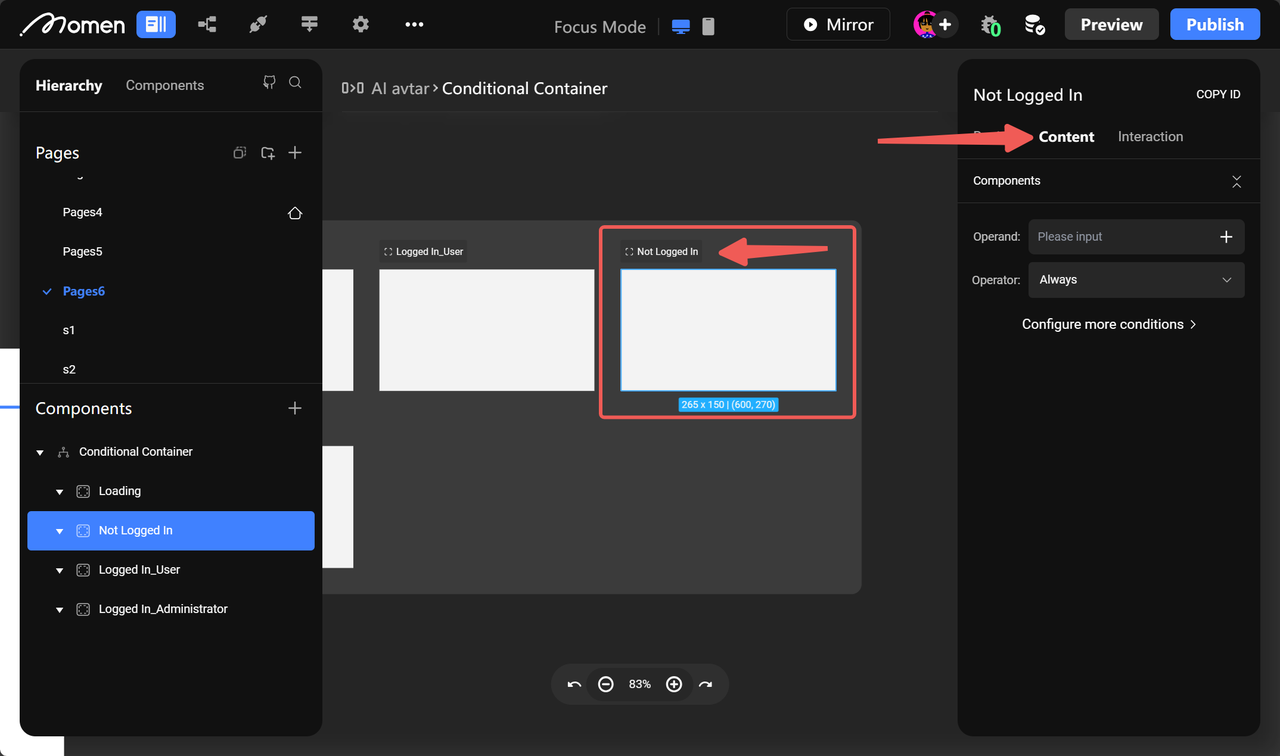 Momen
Focus Mode
Mirror
0
Preview
Publish
Hierarchy
Components
AI avtar > Conditional Container
Pages
Pages4
Pages5
Pages6
s1
s2
Components
Conditional Container
Loading
Not Logged In
Logged In_User
Logged In_Administrator
Logged In_User
Not Logged In
265 x 150 | (600, 270)
83%
Not Logged In
COPY ID
Content
Interaction
Components
Operand:
Please input
Operator:
Always
Configure more conditions >